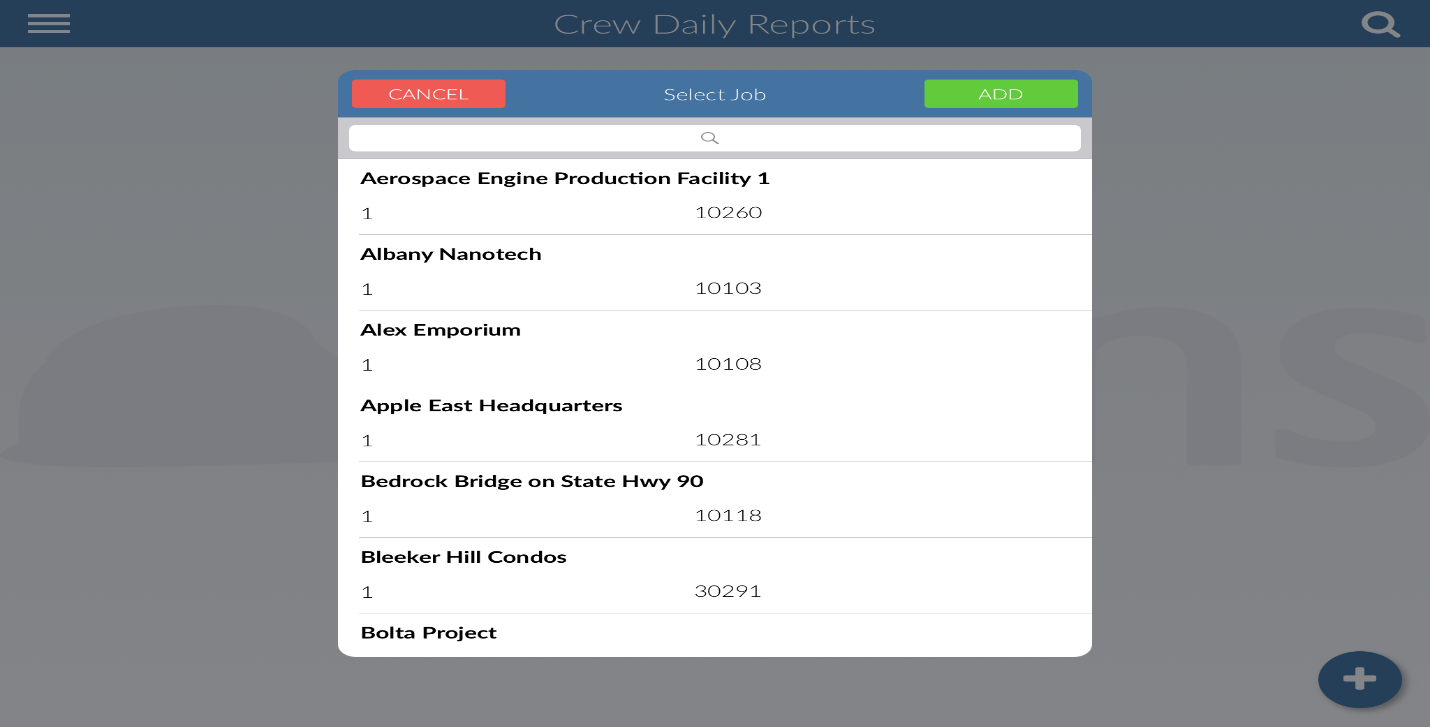 Crew Daily Reports
CANCEL Select Job ADD
Aerospace Engine Production Facility 1
1 10260
Albany Nanotech
1 10103
Alex Emporium
1 10108
Apple East Headquarters
1 10281
Bedrock Bridge on State Hwy 90
1 10118
Bleeker Hill Condos
1 30291
Bolta Project
ns